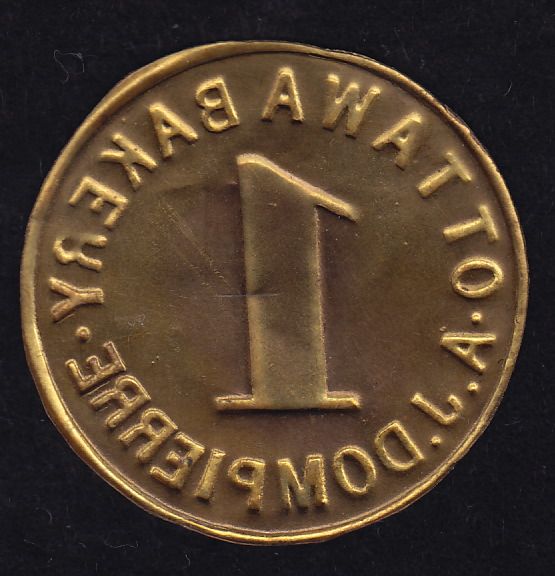 OTTAWA BAKERY.
J.A. DOMPIERRE.
1